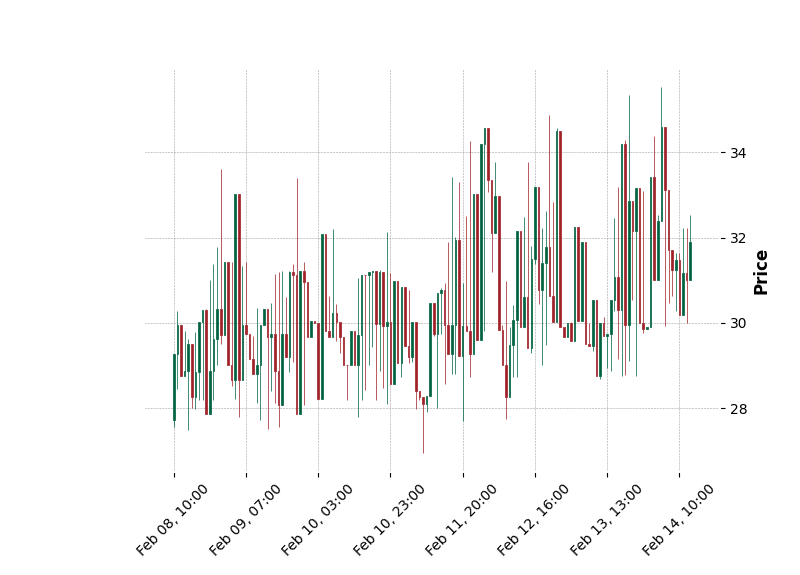 34
32
30
28
Price
Feb 08, 10:00
Feb 09, 07:00
Feb 10, 03:00
Feb 10, 23:00
Feb 11, 20:00
Feb 12, 16:00
Feb 13, 13:00
Feb 14, 10:00